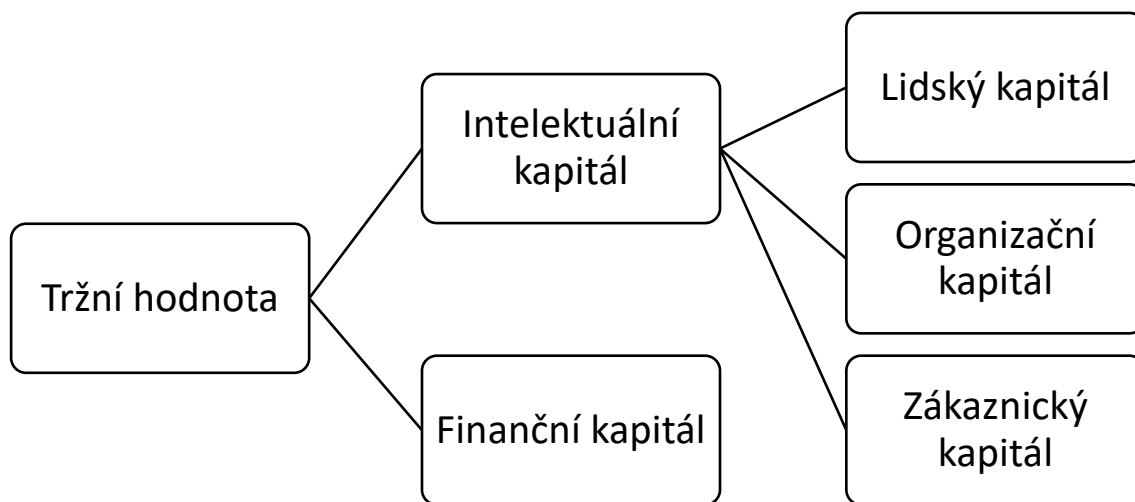 Tržní hodnota
Intelektuální
kapitál
Finanční kapitál
Lidský kapitál
Organizační
kapitál
Zákaznický
kapitál